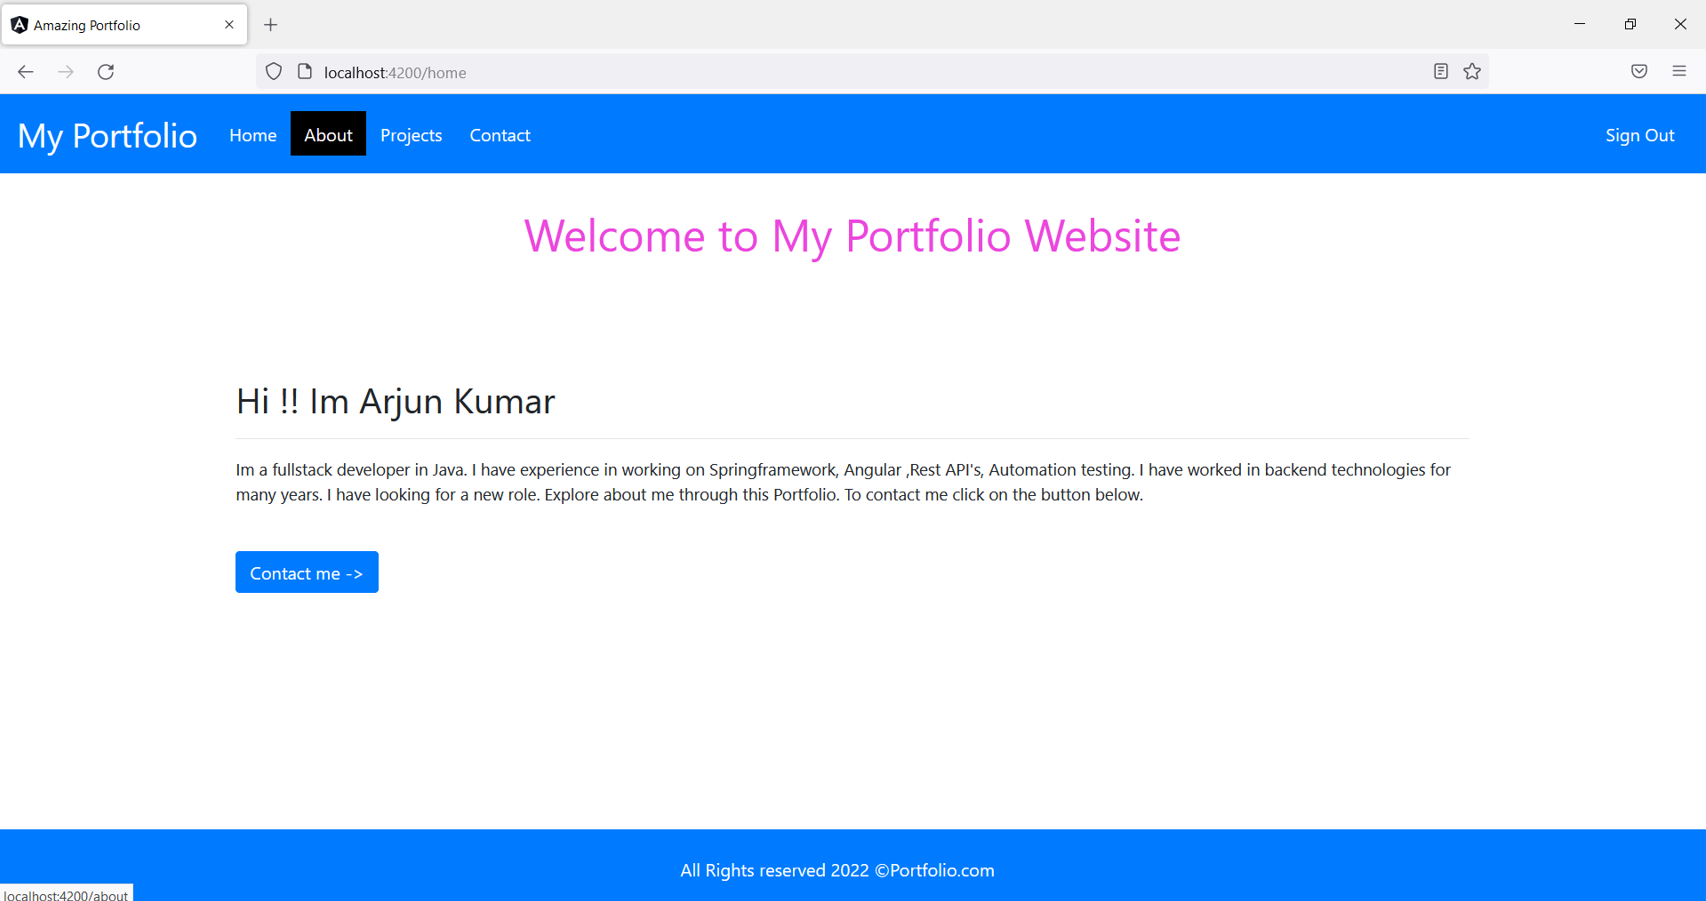 Amazing Portfolio
localhost:4200/home
My Portfolio Home About Projects Contact Sign Out
Welcome to My Portfolio Website
Hi !! Im Arjun Kumar
Im a fullstack developer in Java. I have experience in working on Springframework, Angular ,Rest API's, Automation testing. I have worked in backend technologies for
many years. I have looking for a new role. Explore about me through this Portfolio. To contact me click on the button below.
Contact me ->
All Rights reserved 2022 ©Portfolio.com
localhost:4200/about